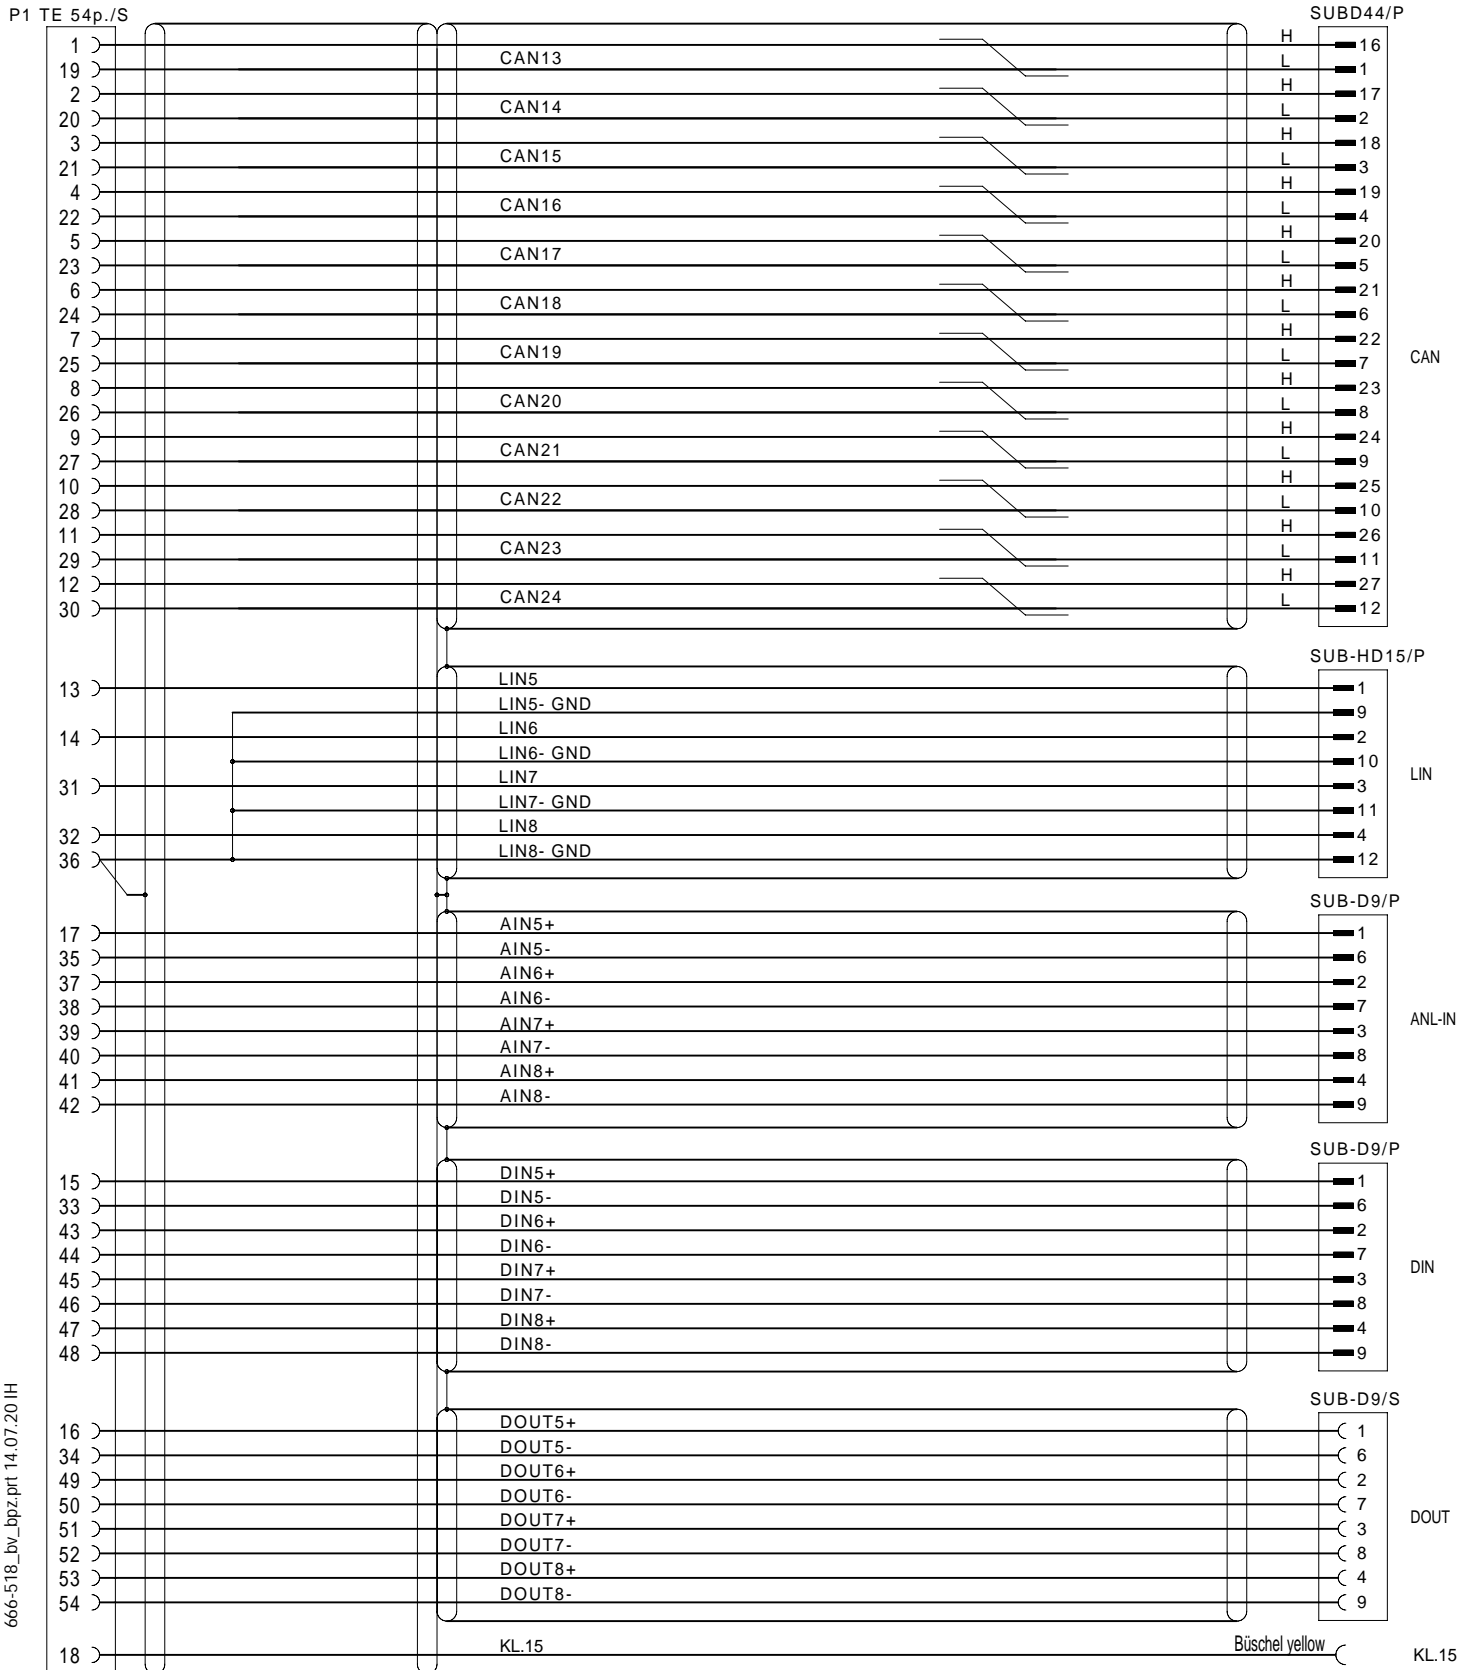 P1 TE 54p./S SUBD44/P
1 H 16
CAN13
19 L 1
2 H 17
CAN14
20 L 2
3 H 18
CAN15
21 L 3
4 H 19
CAN16
22 L 4
5 H 20
CAN17
23 L 5
6 H 21
CAN18
24 L 6
7 H 22
CAN19 CAN
25 L 7
8 H 23
CAN20
26 L 8
9 H 24
CAN21
27 L 9
10 H 25
CAN22
28 L 10
11 H 26
CAN23
29 L 11
12 H 27
CAN24
30 L 12
SUB-HD15/P
13 LIN5 1
LIN5- GND 9
14 LIN6 2
LIN6- GND 10
LIN
31 LIN7 3
LIN7- GND 11
32 LIN8 4
36 LIN8- GND 12
SUB-D9/P
17 AIN5+ 1
35 AIN5- 6
37 AIN6+ 2
38 AIN6- 7
ANL-IN
39 AIN7+ 3
40 AIN7- 8
41 AIN8+ 4
42 AIN8- 9
SUB-D9/P
15 DIN5+ 1
33 DIN5- 6
43 DIN6+ 2
44 DIN6- 7
DIN
45 DIN7+ 3
46 DIN7- 8
47 DIN8+ 4
48 DIN8- 9
SUB-D9/S
16 DOUT5+ 1
34 DOUT5- 6
49 DOUT6+ 2
50 DOUT6- 7
DOUT
51 DOUT7+ 3
52 DOUT7- 8
53 DOUT8+ 4
54 DOUT8- 9
18 KL.15 Büschel yellow KL.15
666-518_bv_bpz.prt 14.07.20 IH